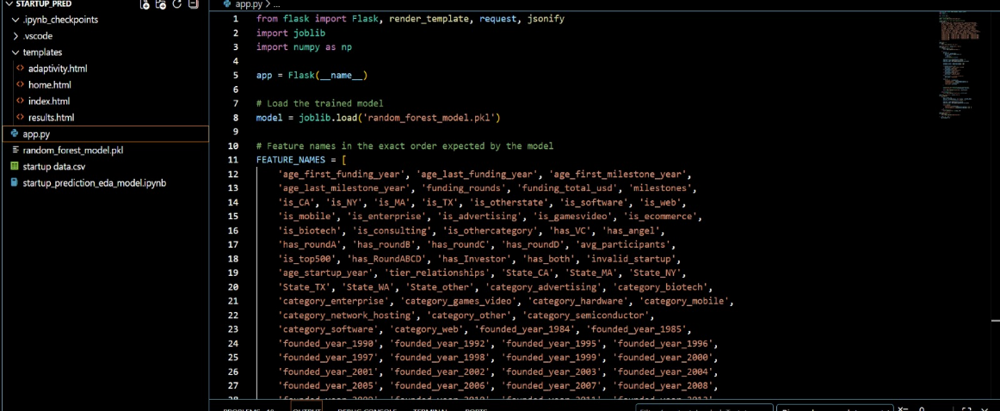 STARTUP_PRED
.ipynb_checkpoints
.vscode
templates
adaptivity.html
home.html
index.html
results.html
app.py
random_forest_model.pkl
startup data.csv
startup_prediction_eda_model.ipynb
app.py > ...
1 from flask import Flask, render_template, request, jsonify
2 import joblib
3 import numpy as np
4
5 app = Flask(__name__)
6
7 # Load the trained model
8 model = joblib.load('random_forest_model.pkl')
9
10 # Feature names in the exact order expected by the model
11 FEATURE_NAMES = [
12 'age_first_funding_year', 'age_last_funding_year', 'age_first_milestone_year',
13 'age_last_milestone_year', 'funding_rounds', 'funding_total_usd', 'milestones',
14 'is_CA', 'is_NY', 'is_MA', 'is_TX', 'is_otherstate', 'is_software', 'is_web',
15 'is_mobile', 'is_enterprise', 'is_advertising', 'is_gamesvideo', 'is_ecommerce',
16 'is_biotech', 'is_consulting', 'is_othercategory', 'has_VC', 'has_angel',
17 'has_roundA', 'has_roundB', 'has_roundC', 'has_roundD', 'avg_participants',
18 'is_top500', 'has_RoundABCD', 'has_Investor', 'has_both', 'invalid_startup',
19 'age_startup_year', 'tier_relationships', 'State_CA', 'State_MA', 'State_NY',
20 'State_TX', 'State_WA', 'State_other', 'category_advertising', 'category_biotech',
21 'category_enterprise', 'category_games_video', 'category_hardware', 'category_mobile',
22 'category_network_hosting', 'category_other', 'category_semiconductor',
23 'category_software', 'category_web', 'founded_year_1984', 'founded_year_1985',
24 'founded_year_1990', 'founded_year_1992', 'founded_year_1995', 'founded_year_1996',
25 'founded_year_1997', 'founded_year_1998', 'founded_year_1999', 'founded_year_2000',
26 'founded_year_2001', 'founded_year_2002', 'founded_year_2003', 'founded_year_2004',
27 'founded_year_2005', 'founded_year_2006', 'founded_year_2007', 'founded_year_2008',